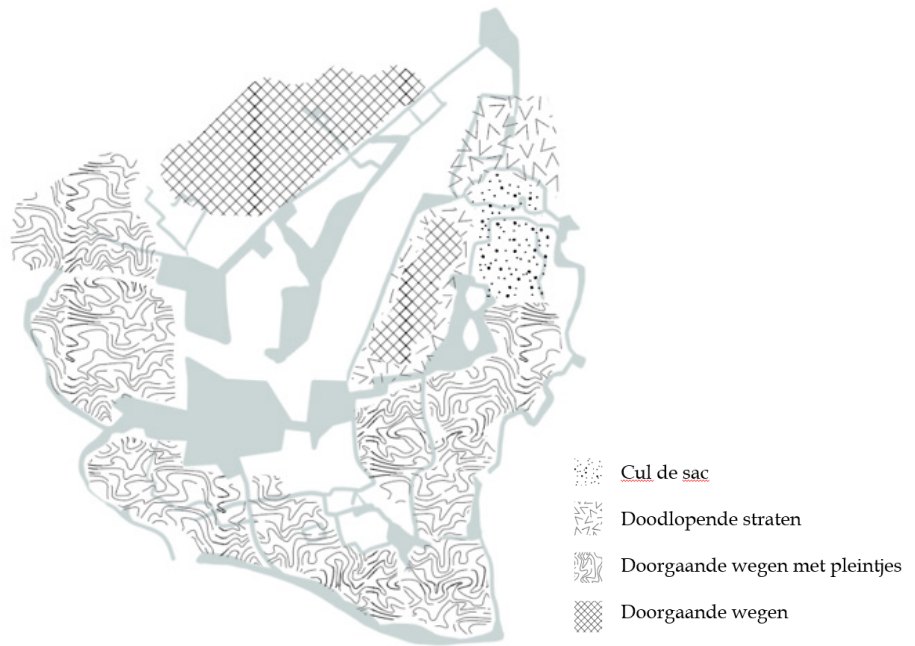 Cul de sac
Doodlopende straten
Doorgaande wegen met pleintjes
Doorgaande wegen